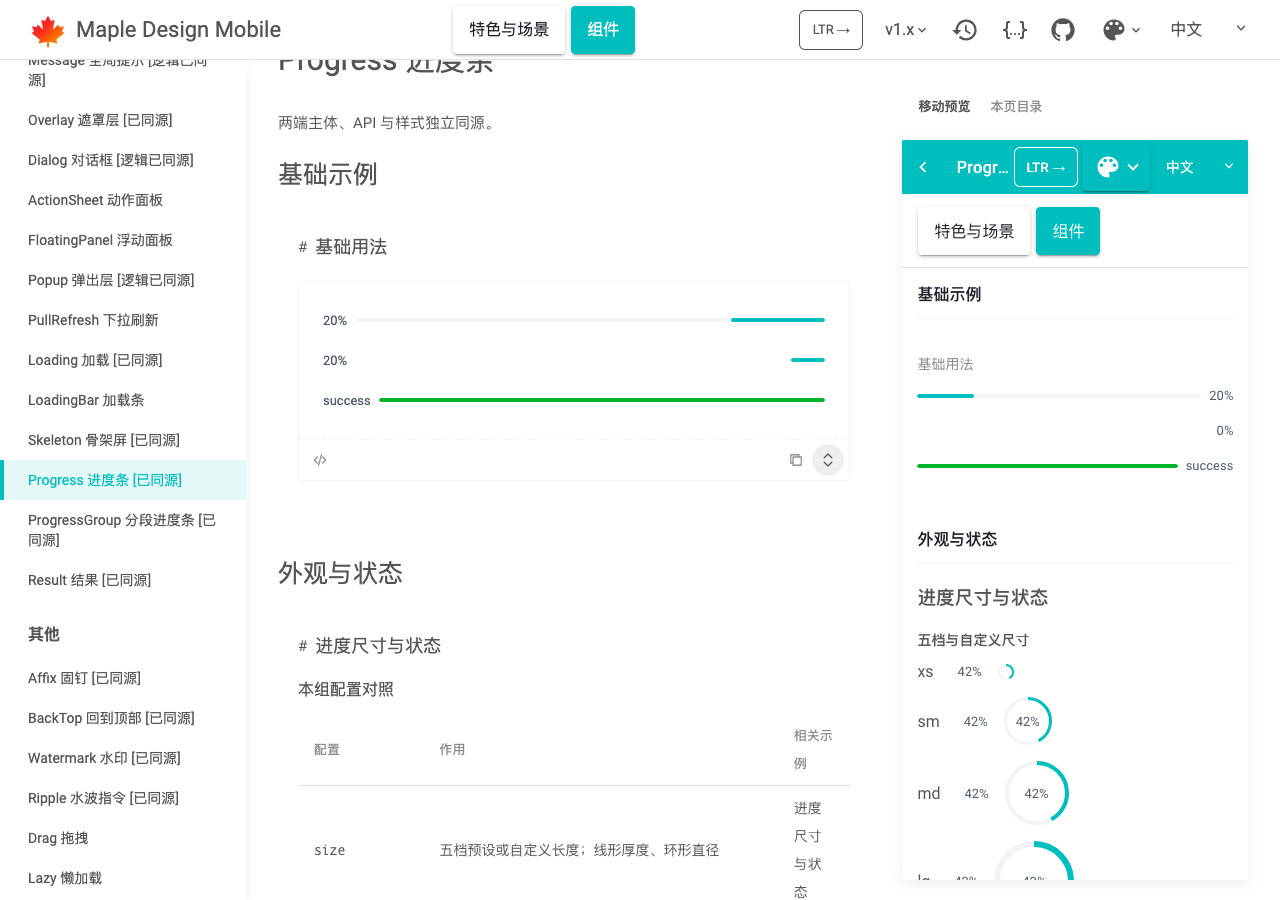 Maple Design Mobile
特色与场景
组件
LTR →
v1.x
{...}
中文
Message 全局提示 [逻辑已同
源]
Overlay 遮罩层 [已同源]
Dialog 对话框 [逻辑已同源]
ActionSheet 动作面板
FloatingPanel 浮动面板
Popup 弹出层 [逻辑已同源]
PullRefresh 下拉刷新
Loading 加载 [已同源]
LoadingBar 加载条
Skeleton 骨架屏 [已同源]
Progress 进度条 [已同源]
ProgressGroup 分段进度条 [已
同源]
Result 结果 [已同源]
其他
Affix 固钉 [已同源]
BackTop 回到顶部 [已同源]
Watermark 水印 [已同源]
Ripple 水波指令 [已同源]
Drag 拖拽
Lazy 懒加载
Progress 进度条
两端主体、API 与样式独立同源。
基础示例
# 基础用法
20%
20%
success
外观与状态
# 进度尺寸与状态
本组配置对照
配置
作用
相关示
例
size
五档预设或自定义长度；线形厚度、环形直径
进度
尺寸
与状
态
移动预览
本页目录
Progr...
LTR →
中文
特色与场景
组件
基础示例
基础用法
20%
0%
success
外观与状态
进度尺寸与状态
五档与自定义尺寸
xs
42%
sm
42%
42%
md
42%
42%
lg
42%
42%